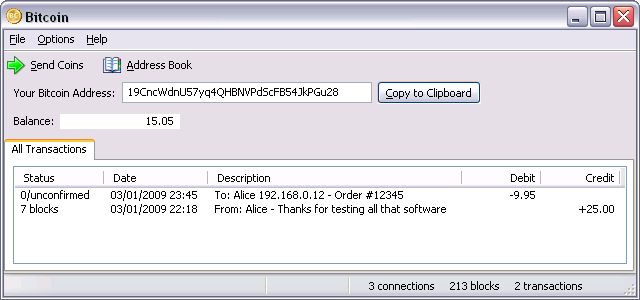 Bitcoin
File Options Help
Send Coins Address Book
Your Bitcoin Address: 19CncWdnU57yq4QHBNVPdScFB54JkPGu28 Copy to Clipboard
Balance: 15.05
All Transactions
Status Date Description Debit Credit
0/unconfirmed 03/01/2009 23:45 To: Alice 192.168.0.12 - Order #12345 -9.95
7 blocks 03/01/2009 22:18 From: Alice - Thanks for testing all that software +25.00
3 connections 213 blocks 2 transactions